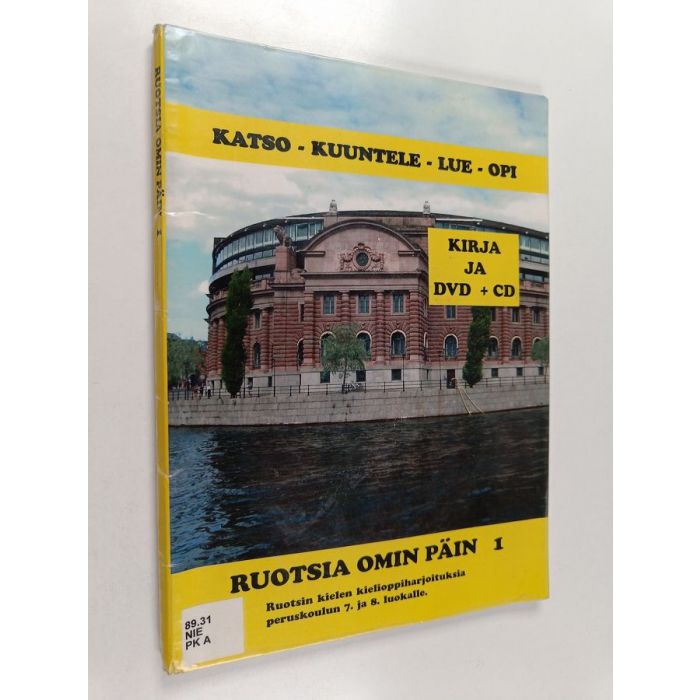 RUOTSIA OMIN PÄIN 1
KATSO - KUUNTELE - LUE - OPI
KIRJA
JA
DVD + CD
RUOTSIA OMIN PÄIN 1
Ruotsin kielen kielioppiharjoituksia
peruskoulun 7. ja 8. luokalle.
89.31
NIE
PK A